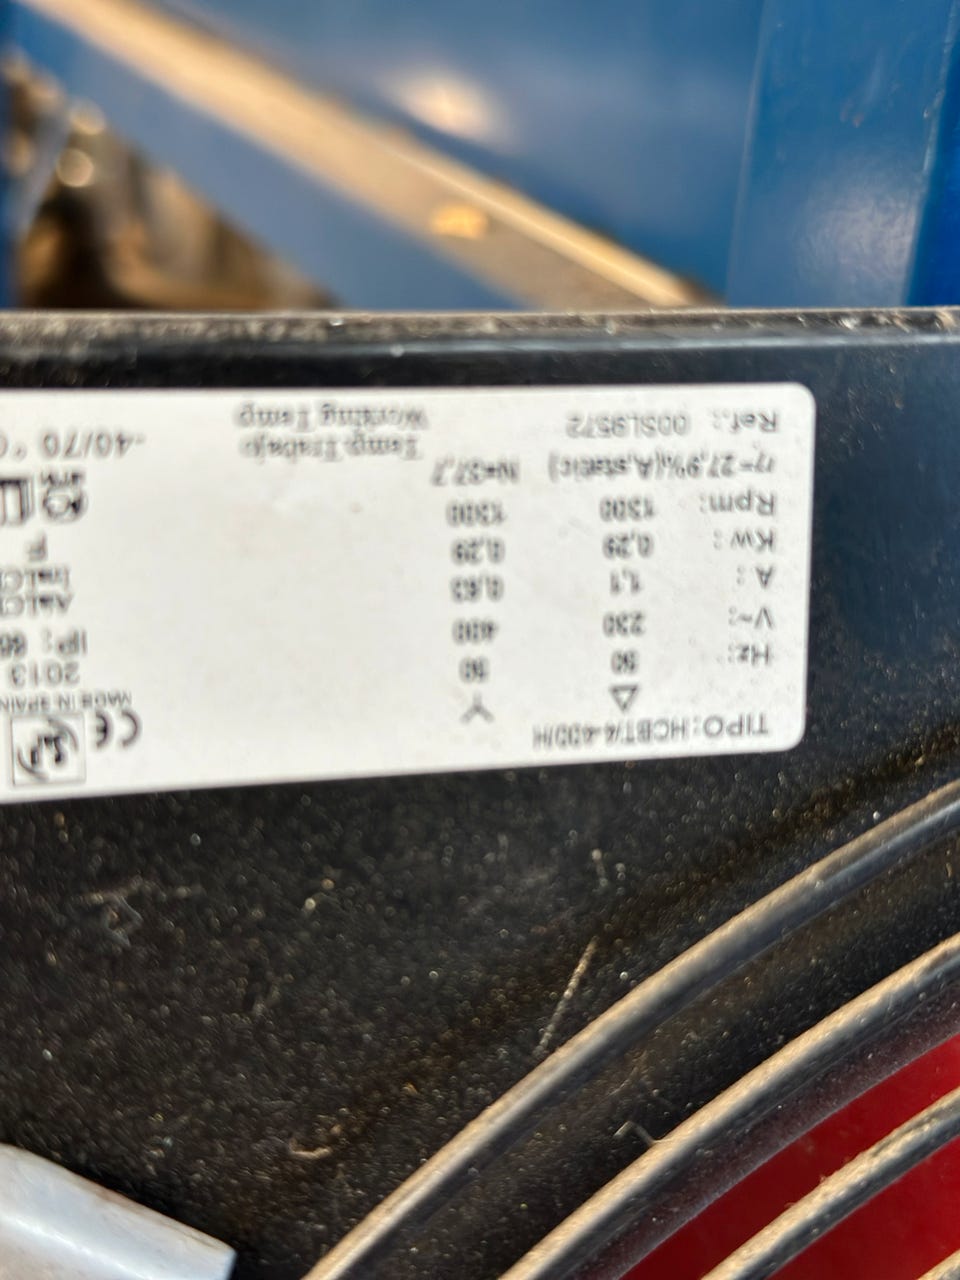 TIPO: HCBT/4-400/H
Δ Y
Hz: 50 50
V~: 230 400
A: 1,1 0,63
Kw: 0,29 0,29
Rpm: 1300 1300
η=27,9%(A,static) N=37,7
Ref.: 00SL9572
Temp.Trabajo
Working Temp
-40/70 °C
CE
MADE IN SPAIN
2013
IP:
F